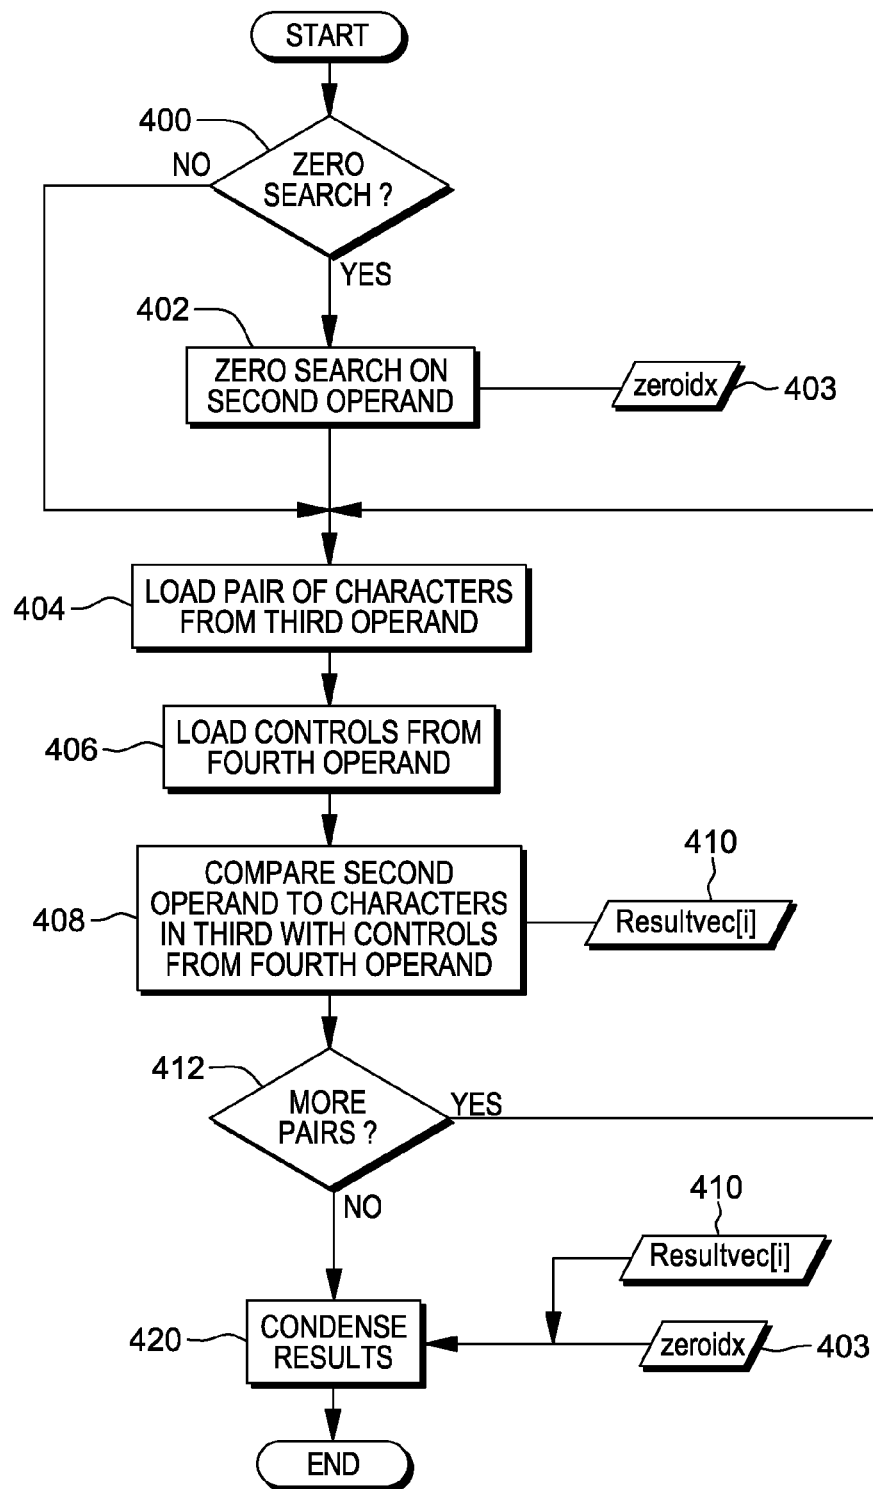 START
400
NO
ZERO
SEARCH ?
YES
402
ZERO SEARCH ON
SECOND OPERAND
zeroidx
403
404
LOAD PAIR OF CHARACTERS
FROM THIRD OPERAND
406
LOAD CONTROLS FROM
FOURTH OPERAND
410
408
COMPARE SECOND
OPERAND TO CHARACTERS
IN THIRD WITH CONTROLS
FROM FOURTH OPERAND
Resultvec[i]
412
MORE
PAIRS ?
YES
NO
410
Resultvec[i]
420
CONDENSE
RESULTS
zeroidx
403
END